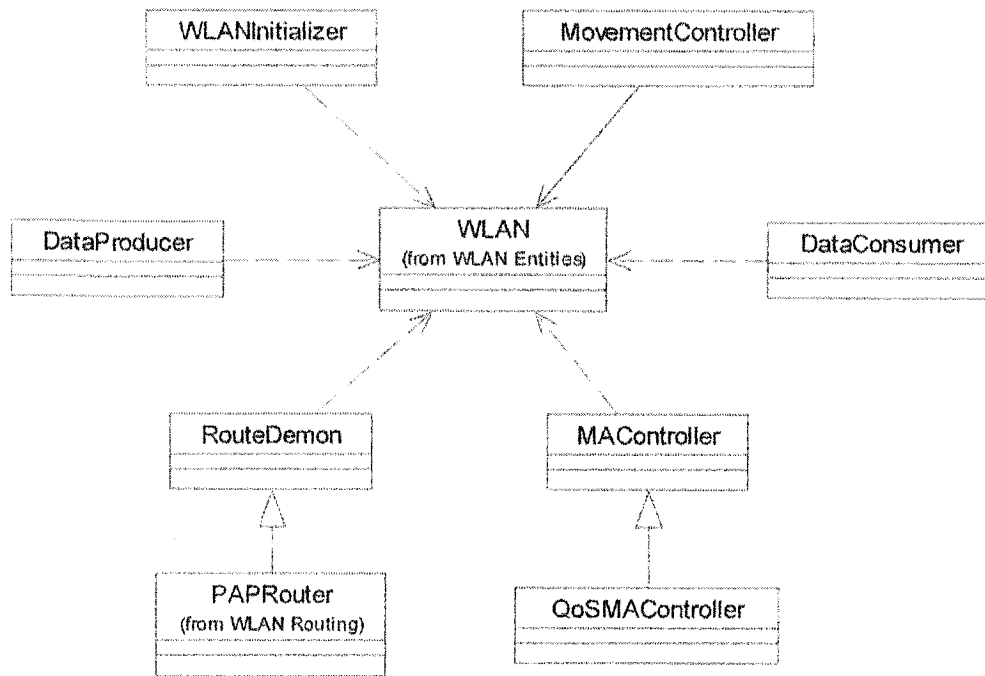 WLANInitializer
MovementController
WLAN
(from WLAN Entities)
DataProducer
DataConsumer
RouteDemon
MAController
PAPRouter
(from WLAN Routing)
QoSMAController